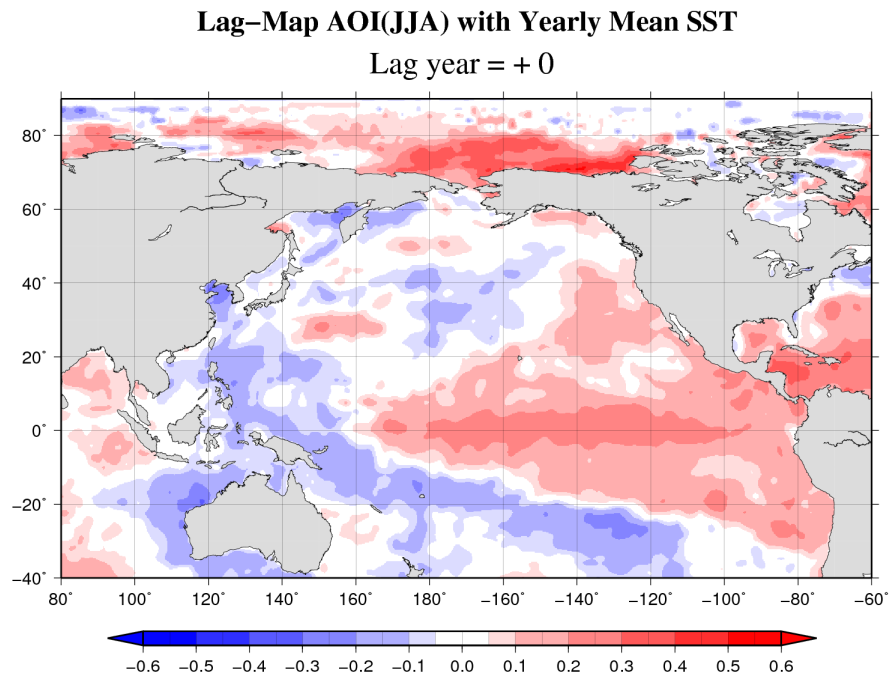 Lag−Map AOI(JJA) with Yearly Mean SST
Lag year = + 0
80˚
60˚
40˚
20˚
0˚
−20˚
−40˚
80 100 120 140 160 180 −160˚ −140˚ −120˚ −100˚ −80˚ −60˚
−0.6 −0.5 −0.4 −0.3 −0.2 −0.1 0.0 0.1 0.2 0.3 0.4 0.5 0.6